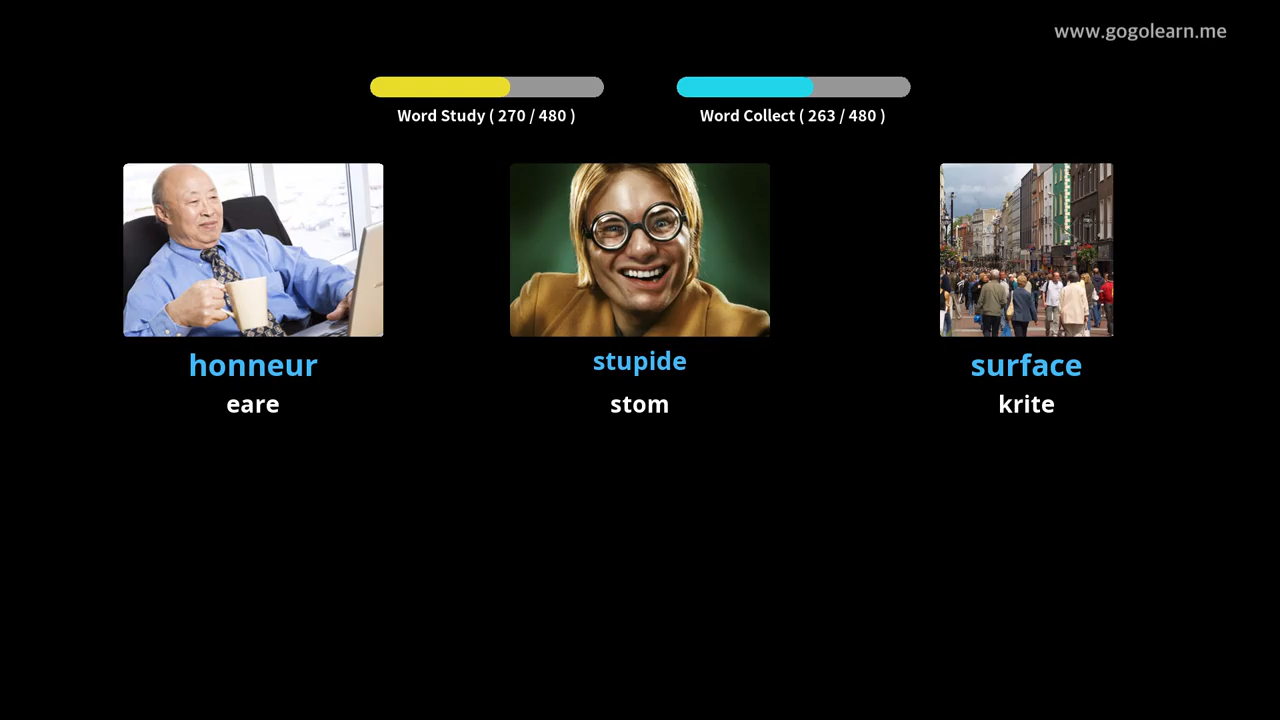 www.gogolearn.me
Word Study ( 270 / 480 )
Word Collect ( 263 / 480 )
honneur
eare
stupide
stom
surface
krite